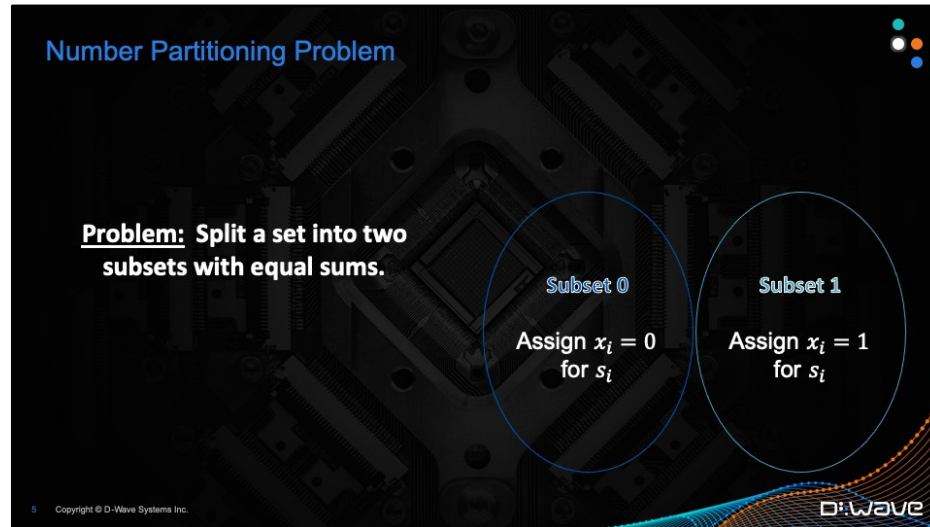 Number Partitioning Problem
Problem: Split a set into two
subsets with equal sums.
Subset 0
Assign xᵢ = 0
for sᵢ
Subset 1
Assign xᵢ = 1
for sᵢ
5 Copyright © D-Wave Systems Inc.
D:wave